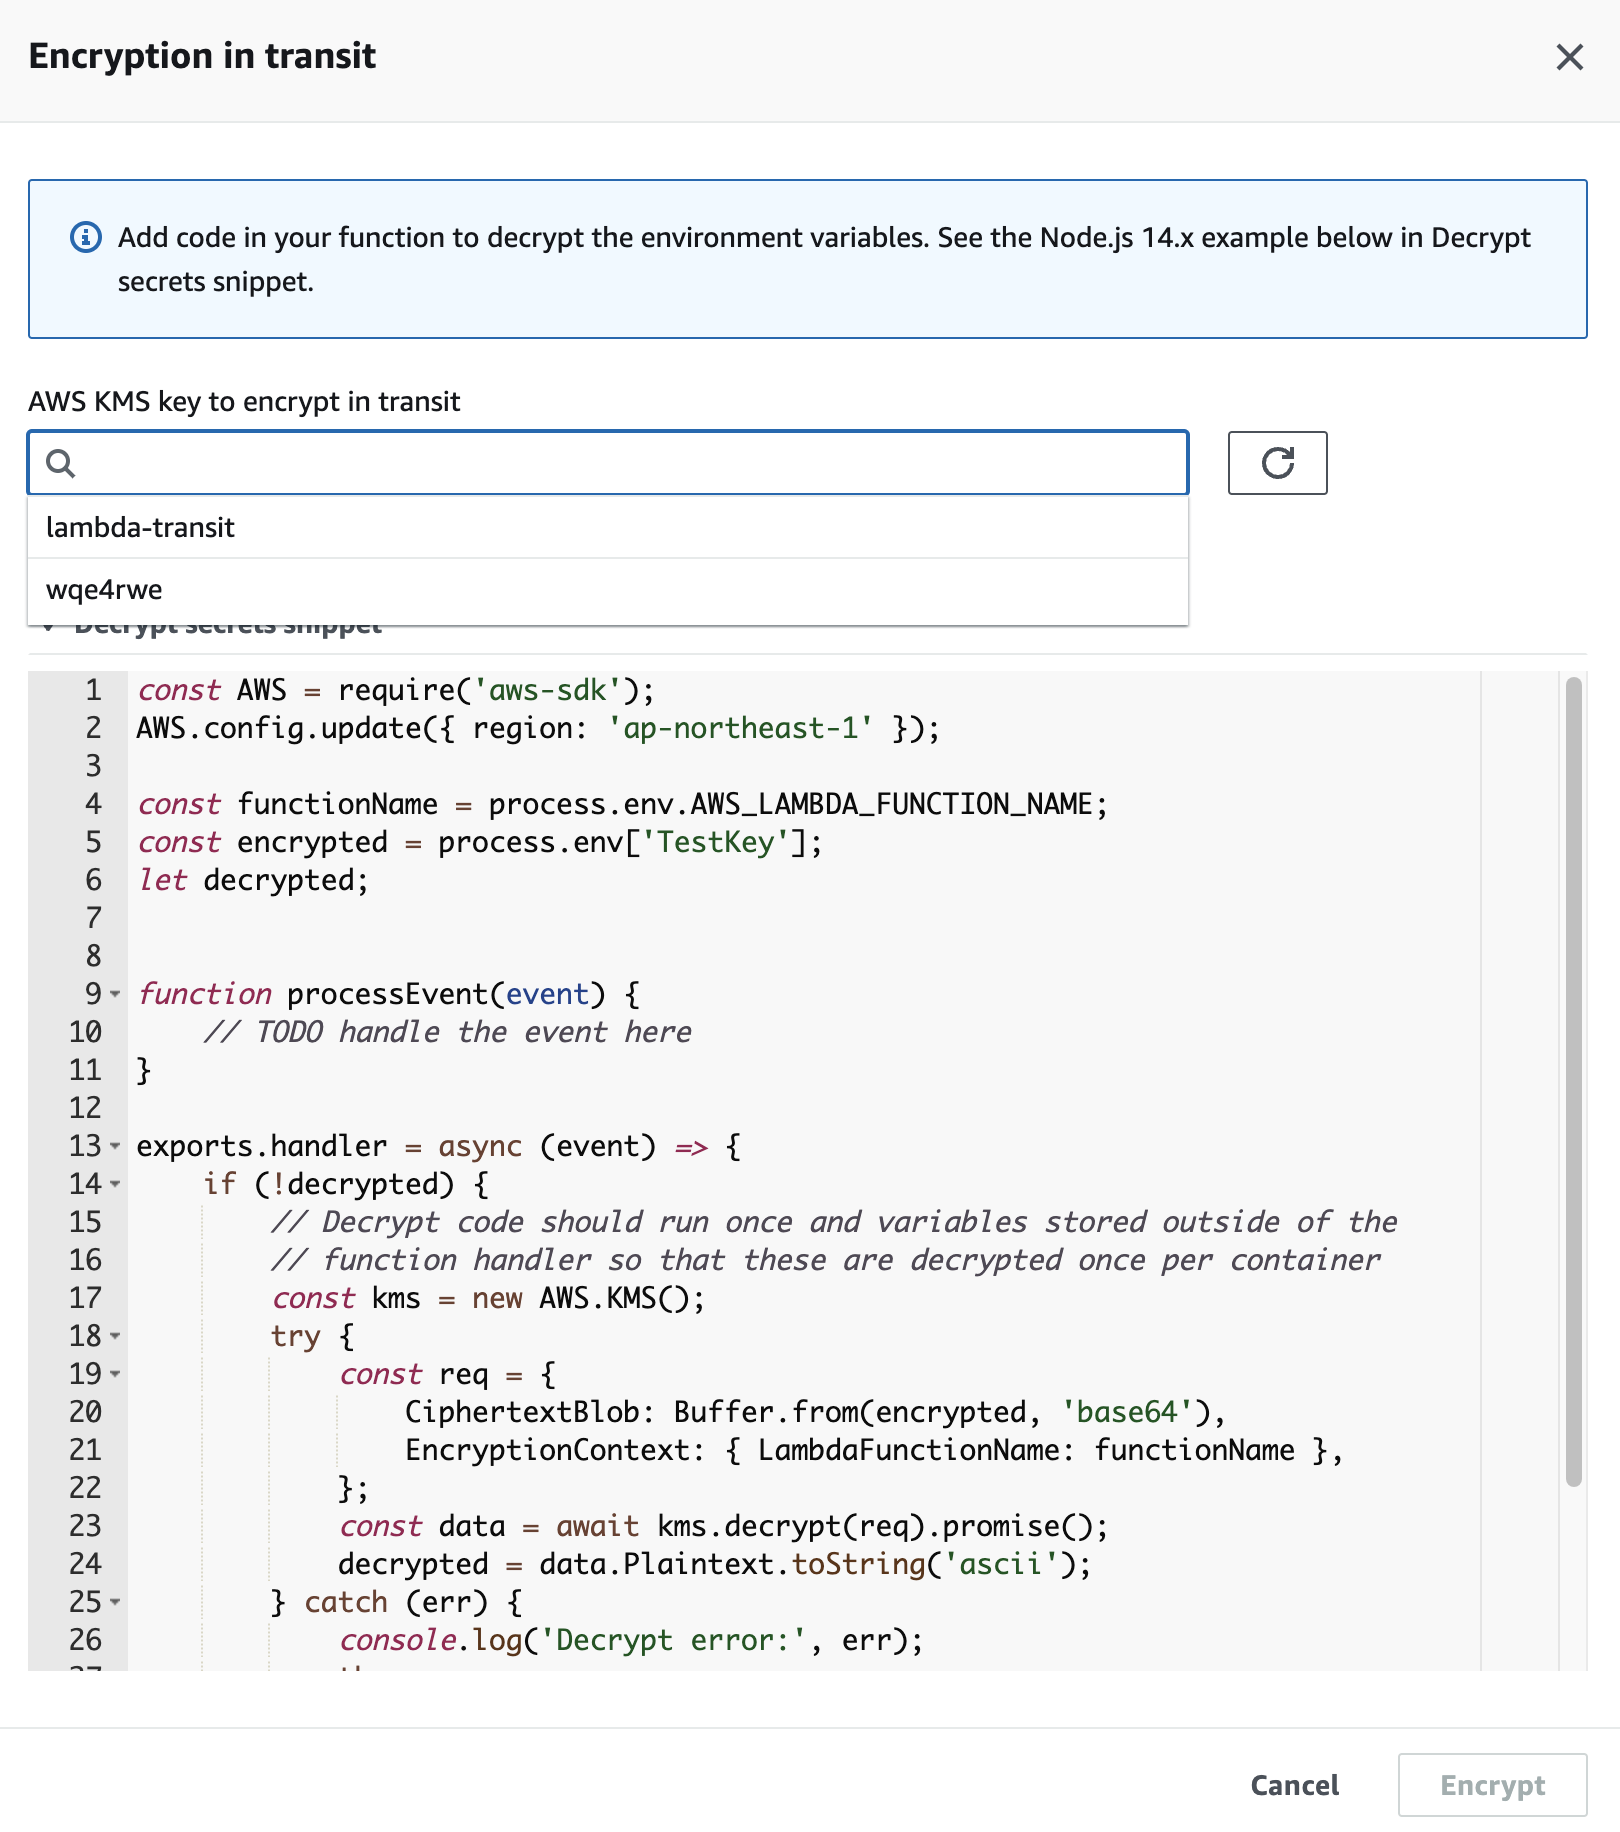 Encryption in transit
Add code in your function to decrypt the environment variables. See the Node.js 14.x example below in Decrypt
secrets snippet.
AWS KMS key to encrypt in transit
lambda-transit
wqe4rwe
Decrypt secrets snippet
1 const AWS = require('aws-sdk');
2 AWS.config.update({ region: 'ap-northeast-1' });
3
4 const functionName = process.env.AWS_LAMBDA_FUNCTION_NAME;
5 const encrypted = process.env['TestKey'];
6 let decrypted;
7
8
9 function processEvent(event) {
10     // TODO handle the event here
11 }
12
13 exports.handler = async (event) => {
14     if (!decrypted) {
15         // Decrypt code should run once and variables stored outside of the
16         // function handler so that these are decrypted once per container
17         const kms = new AWS.KMS();
18         try {
19             const req = {
20                 CiphertextBlob: Buffer.from(encrypted, 'base64'),
21                 EncryptionContext: { LambdaFunctionName: functionName },
22             };
23             const data = await kms.decrypt(req).promise();
24             decrypted = data.Plaintext.toString('ascii');
25         } catch (err) {
26             console.log('Decrypt error:', err);
Cancel
Encrypt